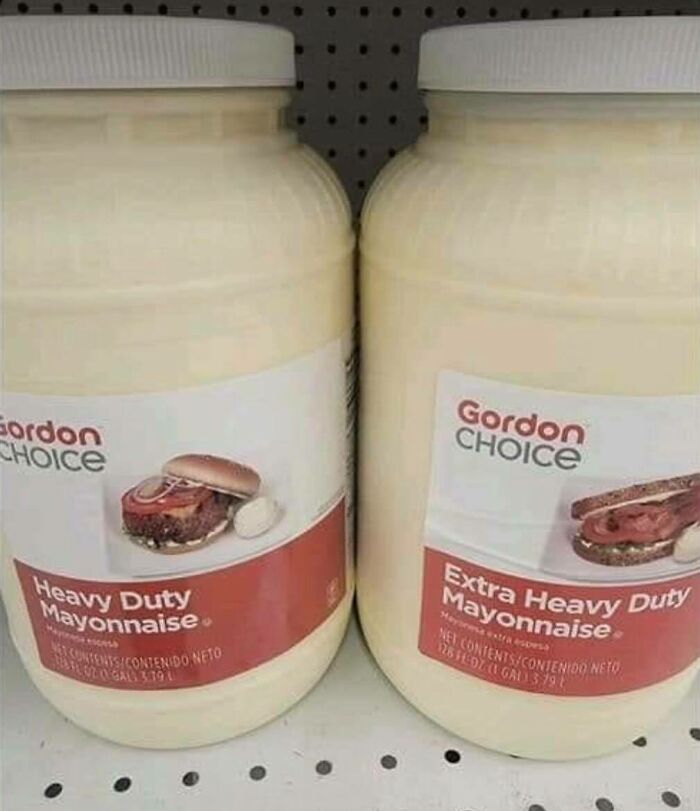 Gordon
CHOICE
Heavy Duty
Mayonnaise
Mayonesa espesa
NET CONTENTS/CONTENIDO NETO
128 FL OZ (1 GAL) 3.79 L
Gordon
CHOICE
Extra Heavy Duty
Mayonnaise
Mayonesa extra espesa
NET CONTENTS/CONTENIDO NETO
128 FL OZ (1 GAL) 3.79 L